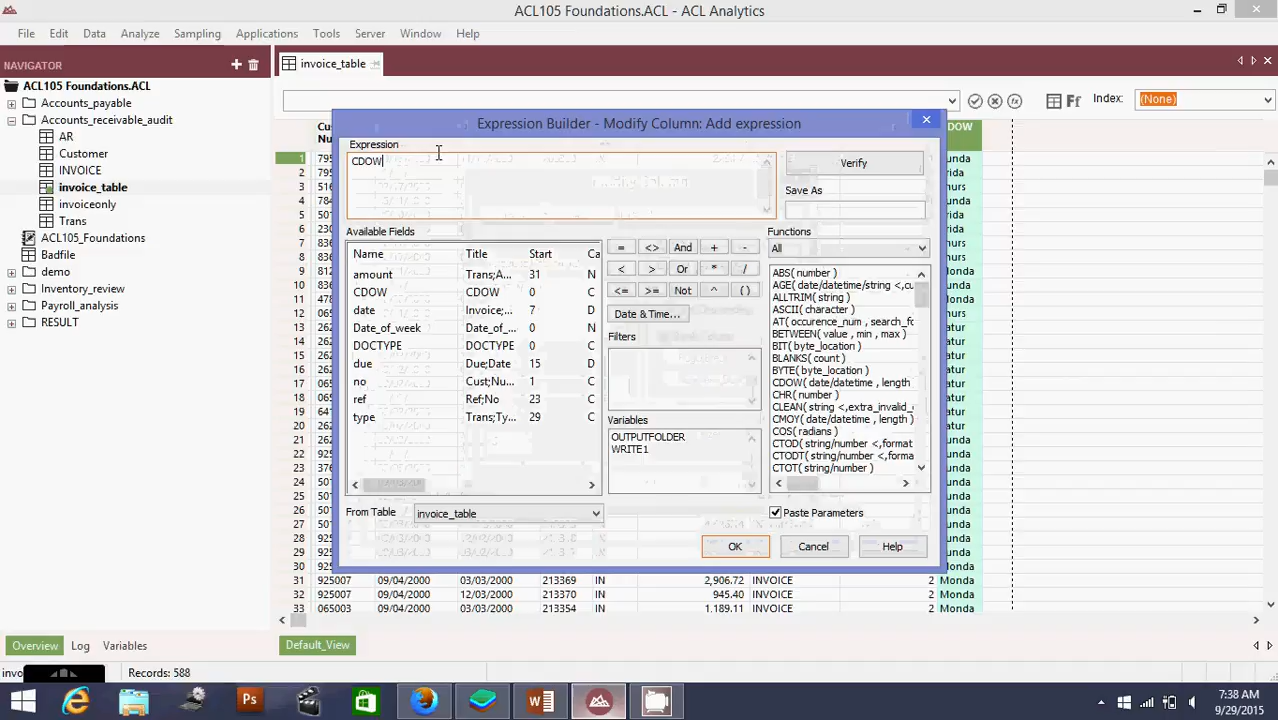 ACL105 Foundations.ACL - ACL Analytics
File Edit Data Analyze Sampling Applications Tools Server Window Help
NAVIGATOR
invoice_table
ACL105 Foundations.ACL
Accounts_payable
Accounts_receivable_audit
AR
Customer
INVOICE
invoice_table
invoiceonly
Trans
ACL105_Foundations
Badfile
demo
Inventory_review
Payroll_analysis
RESULT
Index: (None)
Expression Builder - Modify Column: Add expression
Expression
CDOW
Verify
Save As
Available Fields
Name Title Start Ca
amount Trans;A... 31 N
CDOW CDOW 0 C
date Invoice;... 7 D
Date_of_week Date_of_... 0 N
DOCTYPE DOCTYPE 0 C
due Due;Date 15 D
no Cust;Nu... 1 C
ref Ref;No 23 C
type Trans;Ty... 29 C
= <> And + -
< > Or * /
<= >= Not ^ ( )
Date & Time...
Filters
Variables
OUTPUTFOLDER
WRITE1
Functions
All
ABS( number )
AGE( date/datetime/string <,cu
ALLTRIM( string )
ASCII( character )
AT( occurence_num , search_fo
BETWEEN( value , min , max )
BIT( byte_location )
BLANKS( count )
BYTE( byte_location )
CDOW( date/datetime , length
CHR( number )
CLEAN( string <,extra_invalid_
CMOY( date/datetime , length )
COS( radians )
CTOD( string/number <,format
CTODT( string/number <,forma
CTOT( string/number )
From Table invoice_table
Paste Parameters
OK Cancel Help
31 925007 09/04/2000 03/03/2000 213369 IN 2,906.72 INVOICE 2 Monda
32 925007 09/04/2000 12/03/2000 213370 IN 945.40 INVOICE 2 Monda
33 065003 09/04/2000 03/03/2000 213354 IN 1,189.11 INVOICE 2 Monda
Overview Log Variables
Default_View
invo
Records: 588
7:38 AM
9/29/2015